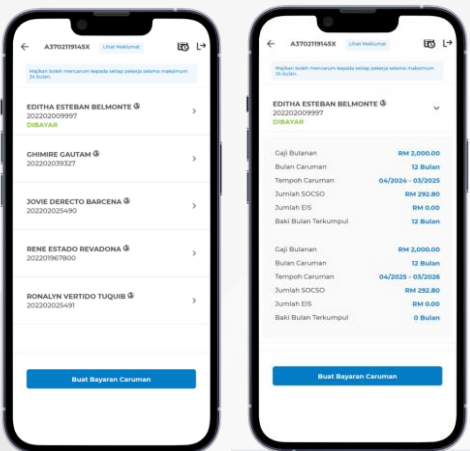 A3702119145X Lihat Maklumat
Majikan boleh mencarum kepada setiap pekerja selama maksimum
24 bulan.
EDITHA ESTEBAN BELMONTE
202202009997
DIBAYAR
GHIMIRE GAUTAM
202202039327
JOVIE DERECTO BARCENA
202202025490
RENE ESTADO REVADONA
202201967800
RONALYN VERTIDO TUQUIB
202202025491
Buat Bayaran Caruman
A3702119145X Lihat Maklumat
Majikan boleh mencarum kepada setiap pekerja selama maksimum
24 bulan.
EDITHA ESTEBAN BELMONTE
202202009997
DIBAYAR
Gaji Bulanan RM 2,000.00
Bulan Caruman 12 Bulan
Tempoh Caruman 04/2024 - 03/2025
Jumlah SOCSO RM 292.80
Jumlah EIS RM 0.00
Baki Bulan Terkumpul 12 Bulan
Gaji Bulanan RM 2,000.00
Bulan Caruman 12 Bulan
Tempoh Caruman 04/2025 - 03/2026
Jumlah SOCSO RM 292.80
Jumlah EIS RM 0.00
Baki Bulan Terkumpul 0 Bulan
Buat Bayaran Caruman